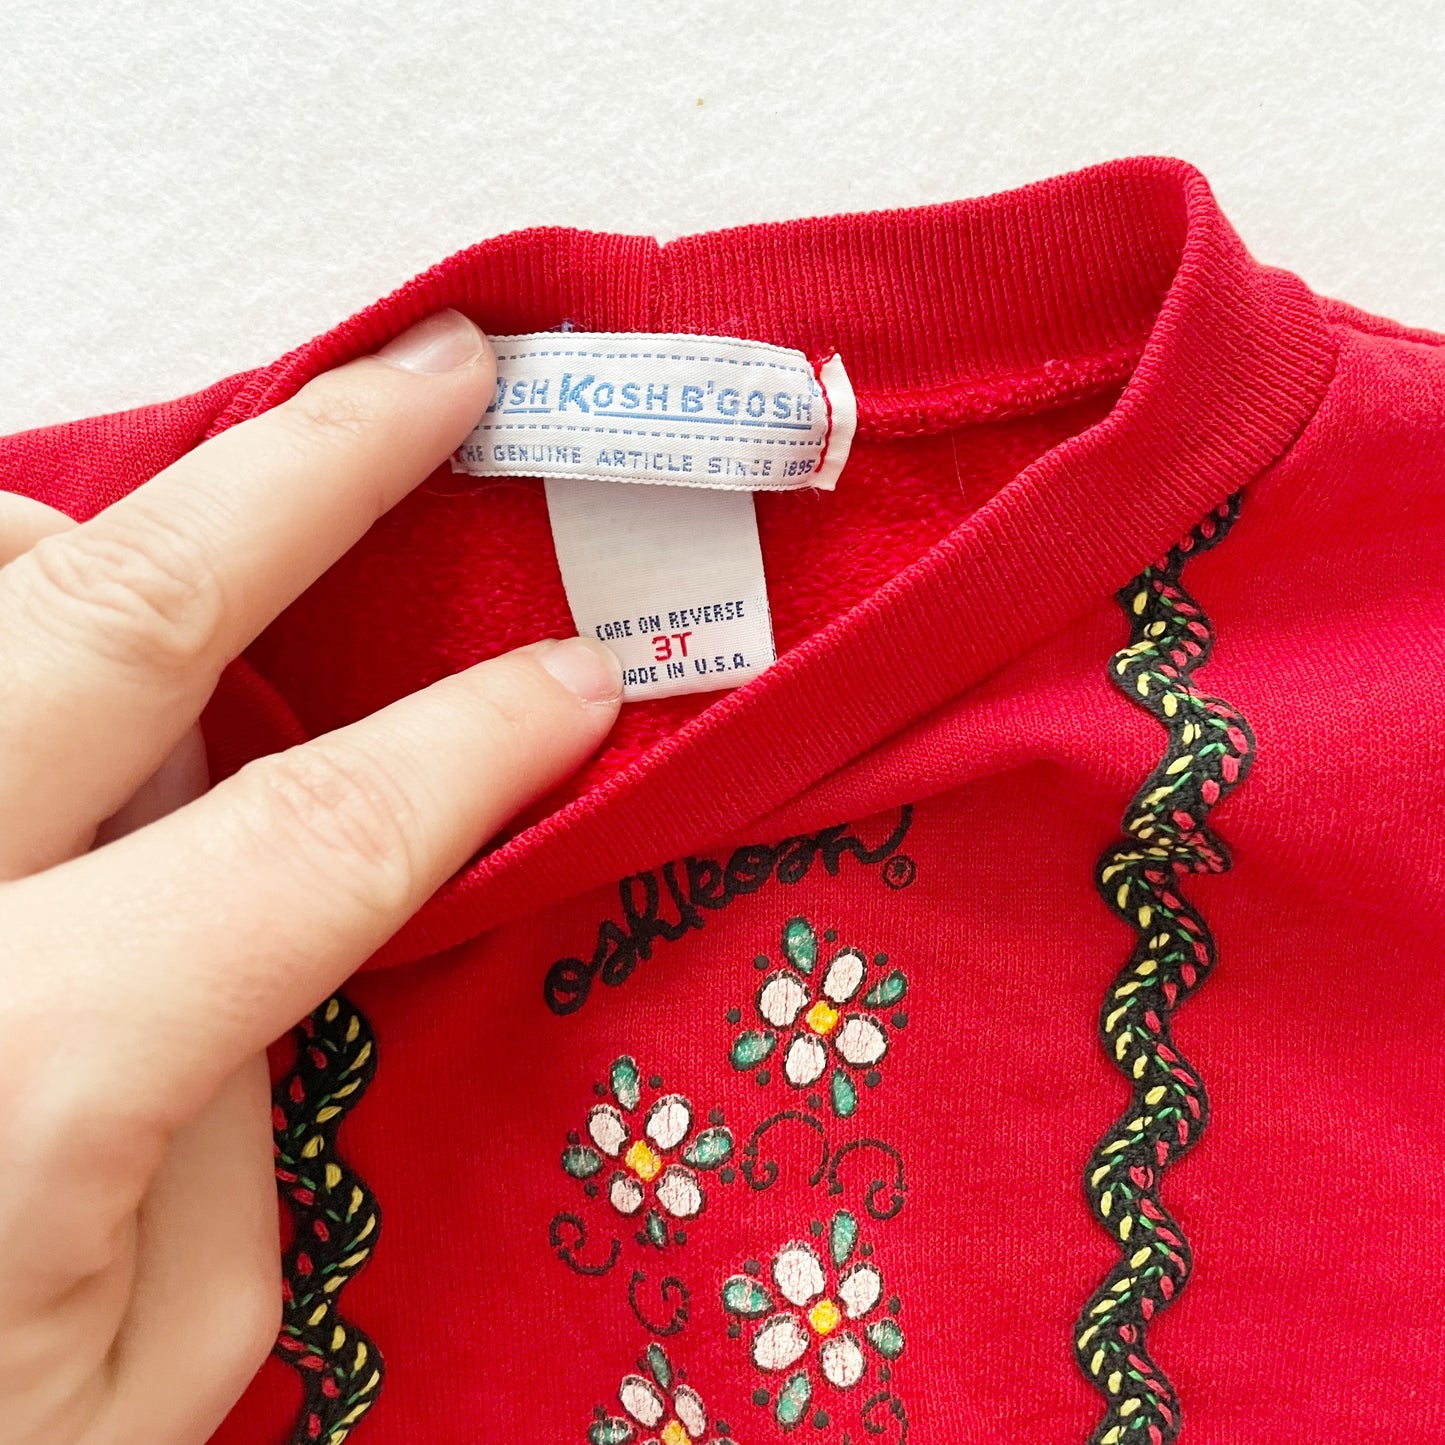 OSH KOSH B'GOSH
THE GENUINE ARTICLE SINCE 1895
CARE ON REVERSE
3T
MADE IN U.S.A.
oshkosh ®